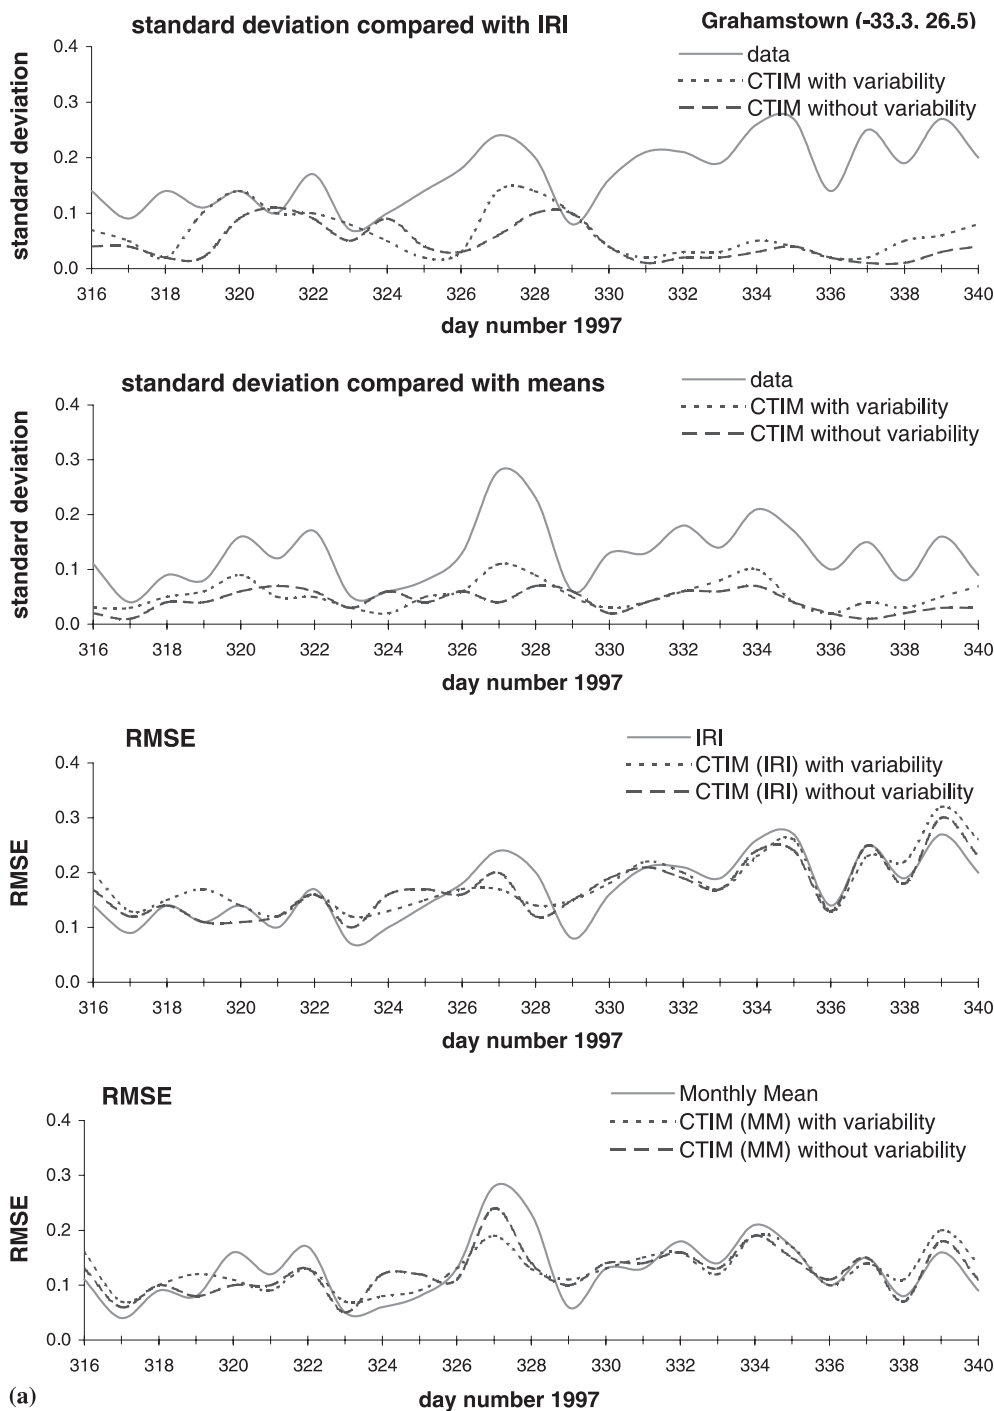 standard deviation compared with IRI
Grahamstown (-33.3, 26.5)
data
CTIM with variability
CTIM without variability
standard deviation
0.4
0.3
0.2
0.1
0.0
316 318 320 322 324 326 328 330 332 334 336 338 340
day number 1997
standard deviation compared with means
data
CTIM with variability
CTIM without variability
standard deviation
0.4
0.3
0.2
0.1
0.0
316 318 320 322 324 326 328 330 332 334 336 338 340
day number 1997
RMSE
IRI
CTIM (IRI) with variability
CTIM (IRI) without variability
RMSE
0.4
0.3
0.2
0.1
0.0
316 318 320 322 324 326 328 330 332 334 336 338 340
day number 1997
RMSE
Monthly Mean
CTIM (MM) with variability
CTIM (MM) without variability
RMSE
0.4
0.3
0.2
0.1
0.0
316 318 320 322 324 326 328 330 332 334 336 338 340
day number 1997
(a)